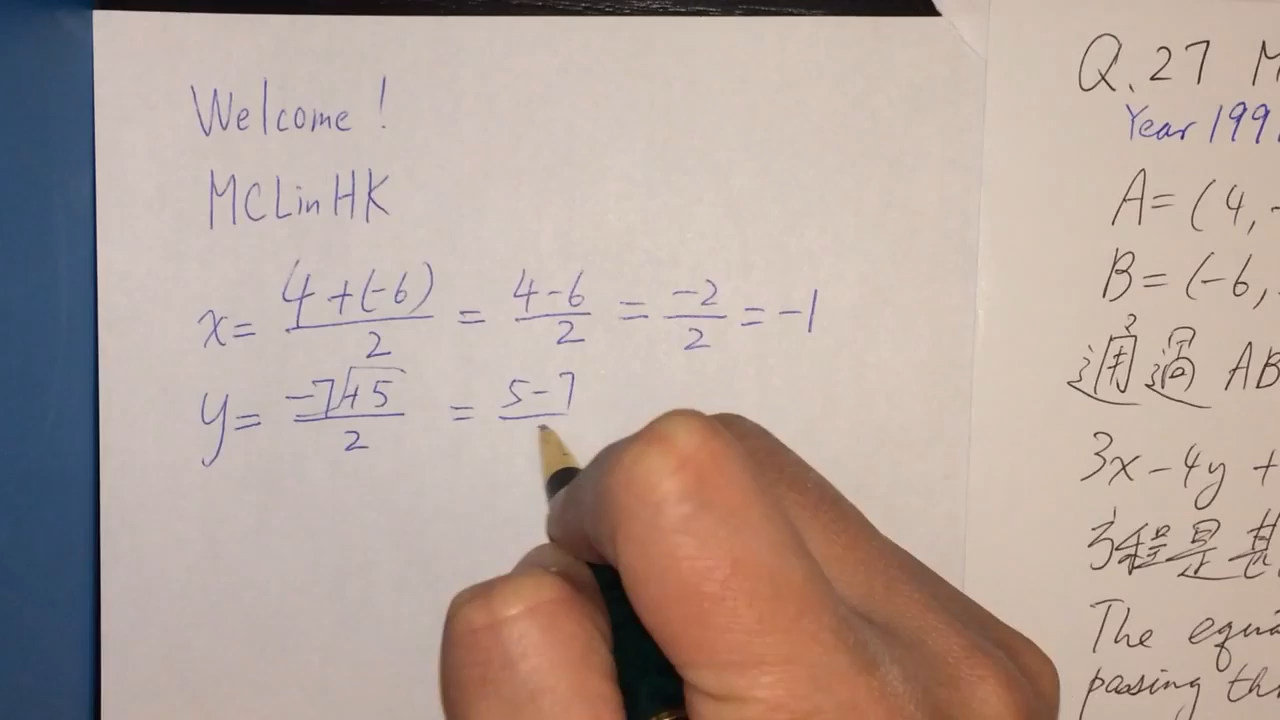 Welcome!
MCLinHK
x= 4+(-6)/2 = 4-6/2 = -2/2 = -1
y= -7+5/2 = 5-7
Q.27
Year 199
A=(4,-
B=(-6,-
通過 AB
3x-4y+
方程是甚
The equa
passing th